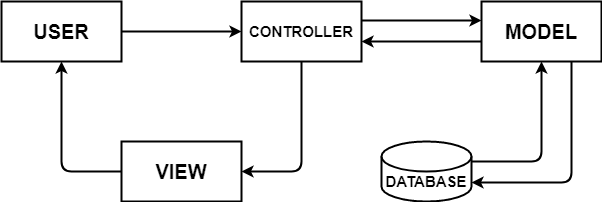 USER
CONTROLLER
MODEL
VIEW
DATABASE